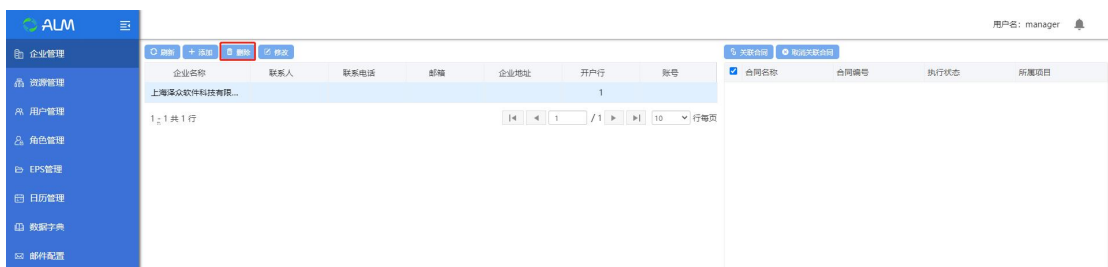 ALM
用户名: manager
企业管理
资源管理
用户管理
角色管理
EPS管理
日历管理
数据字典
邮件配置
刷新 添加 删除 修改
企业名称 联系人 联系电话 邮箱 企业地址 开户行 账号
上海泽众软件科技有限... 1
1 - 1 共 1 行 1 / 1 10 行每页
关联合同 取消关联合同
合同名称 合同编号 执行状态 所属项目